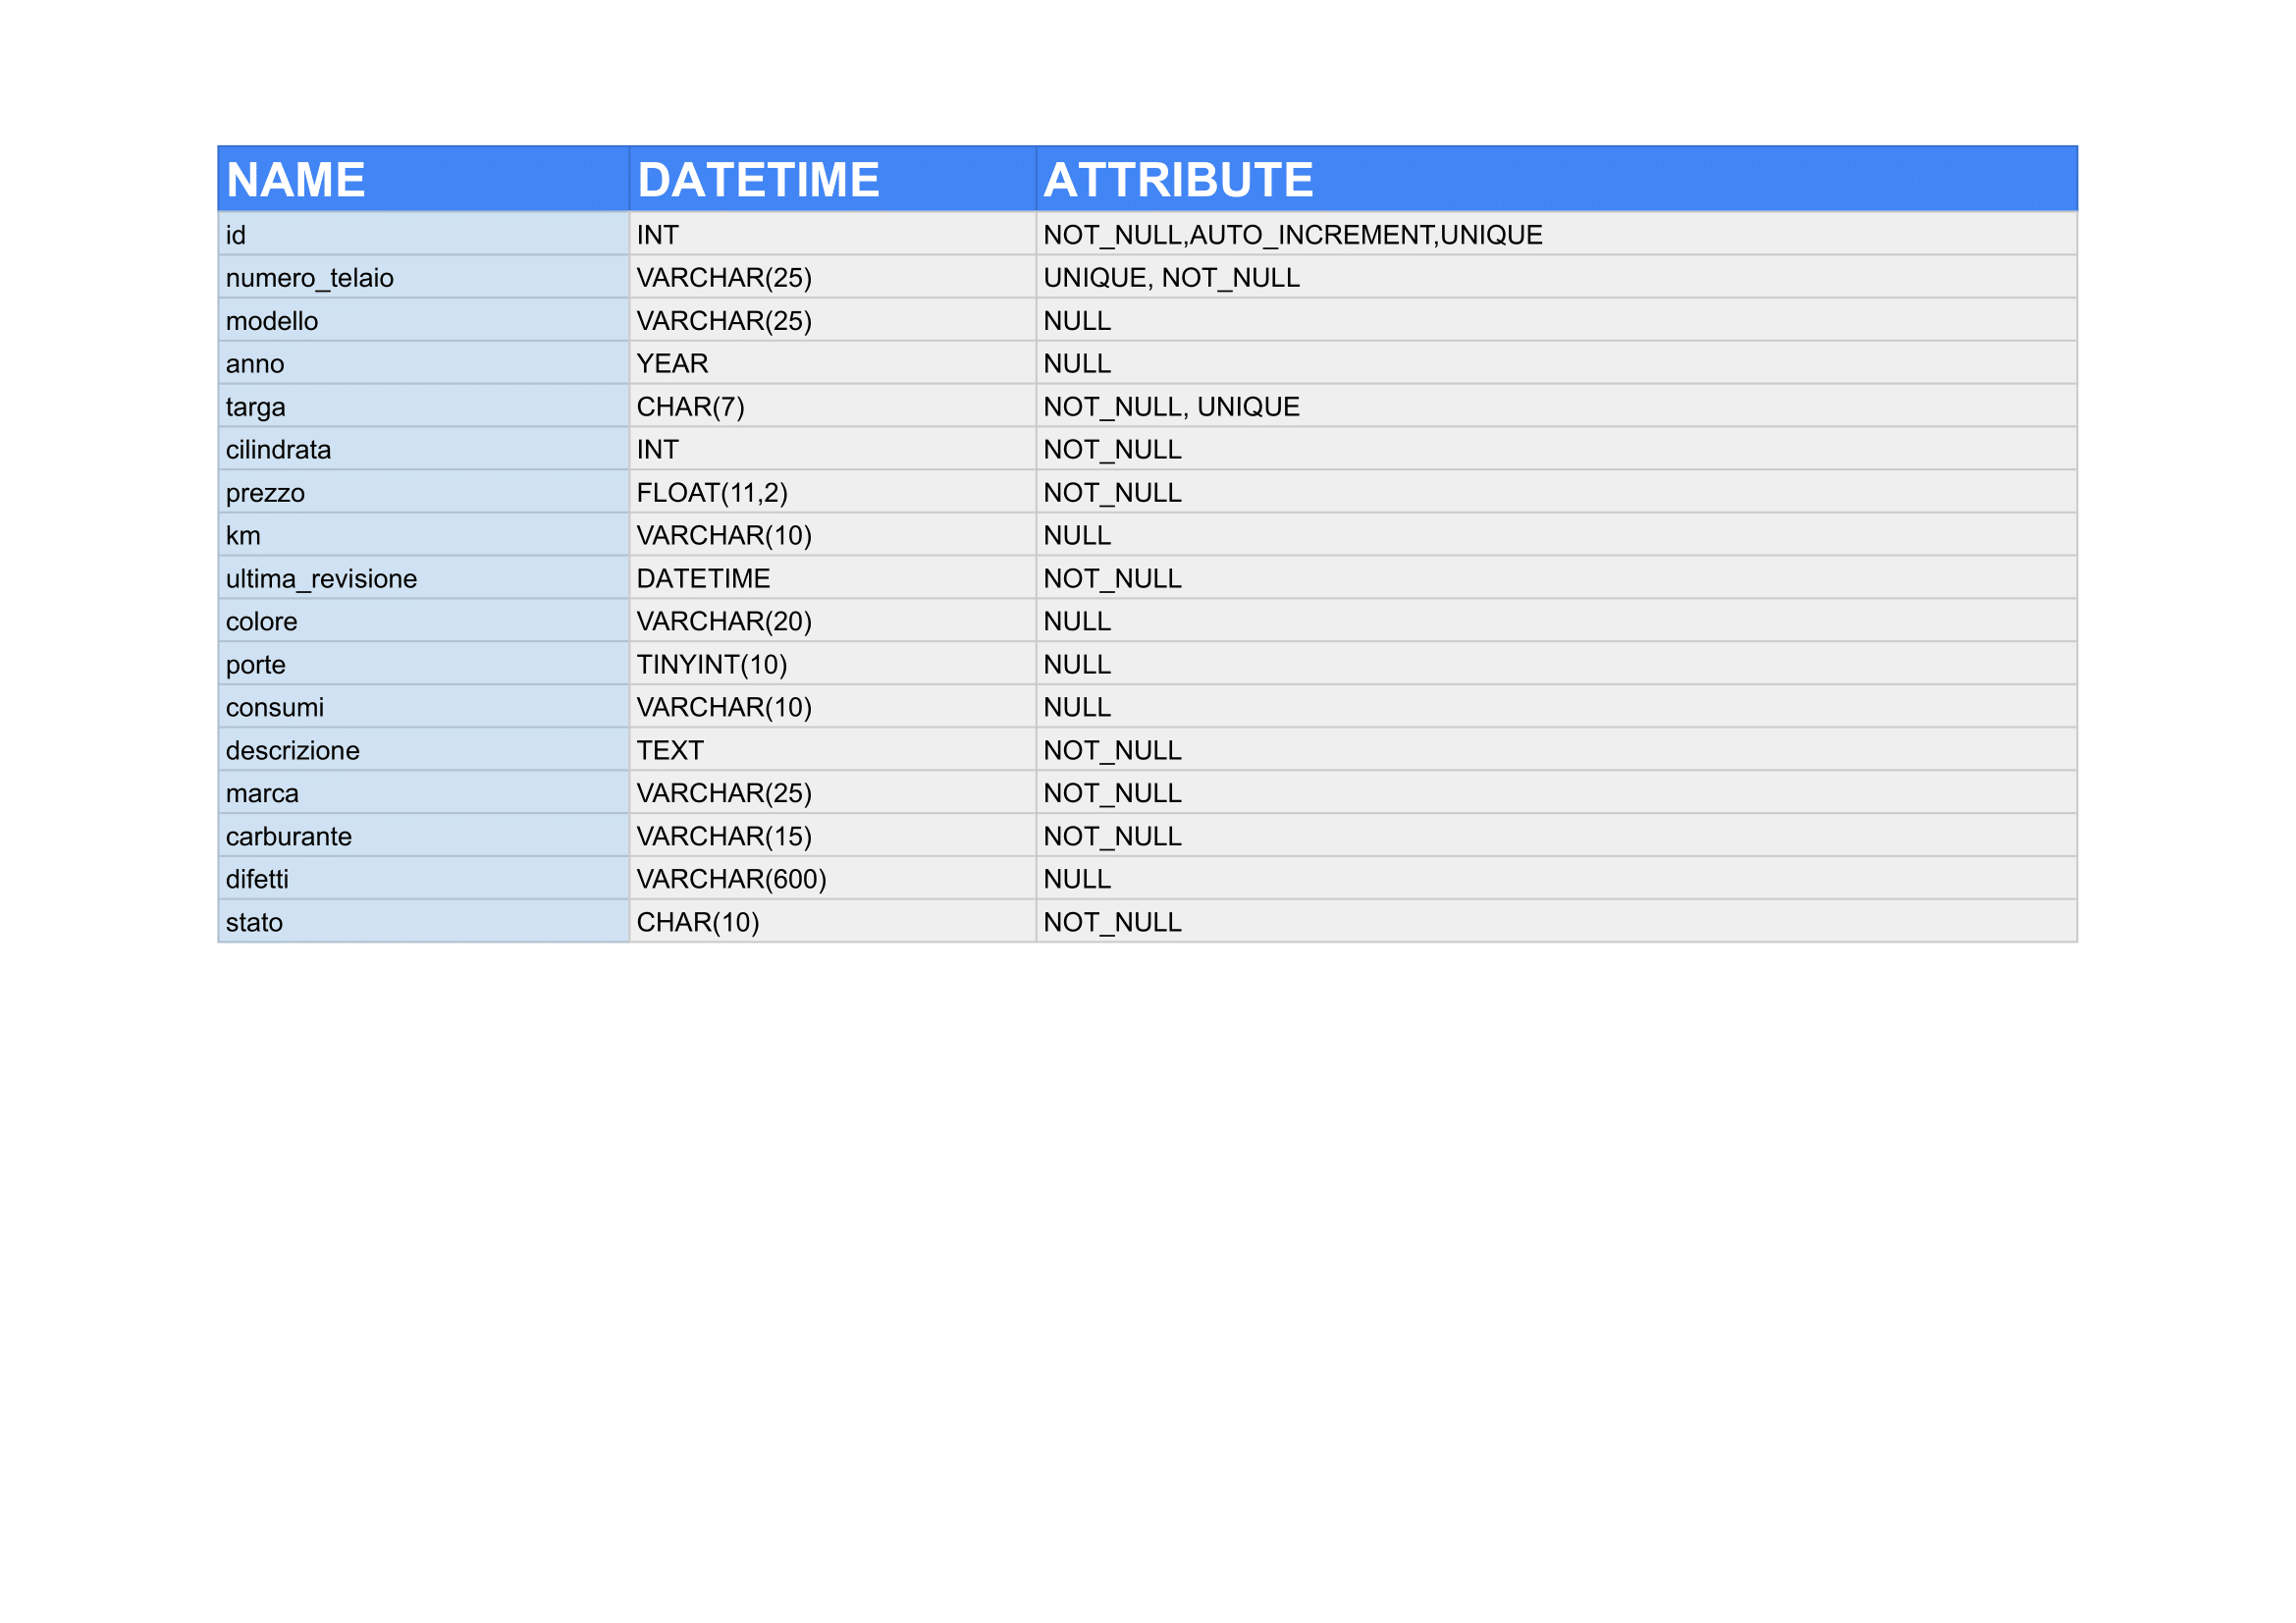 NAME DATETIME ATTRIBUTE
id INT NOT_NULL,AUTO_INCREMENT,UNIQUE
numero_telaio VARCHAR(25) UNIQUE, NOT_NULL
modello VARCHAR(25) NULL
anno YEAR NULL
targa CHAR(7) NOT_NULL, UNIQUE
cilindrata INT NOT_NULL
prezzo FLOAT(11,2) NOT_NULL
km VARCHAR(10) NULL
ultima_revisione DATETIME NOT_NULL
colore VARCHAR(20) NULL
porte TINYINT(10) NULL
consumi VARCHAR(10) NULL
descrizione TEXT NOT_NULL
marca VARCHAR(25) NOT_NULL
carburante VARCHAR(15) NOT_NULL
difetti VARCHAR(600) NULL
stato CHAR(10) NOT_NULL